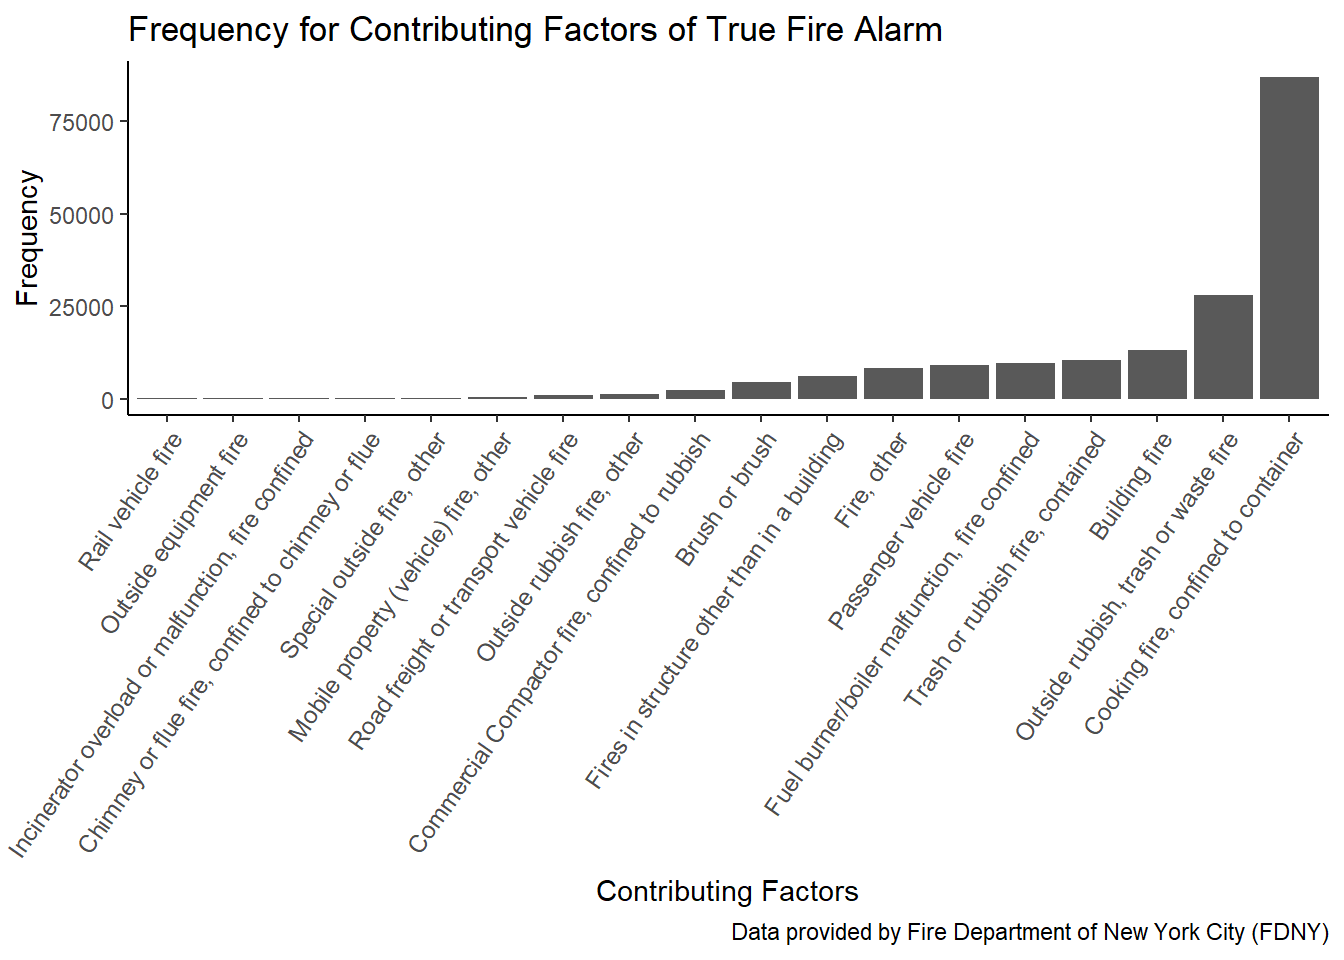 Frequency for Contributing Factors of True Fire Alarm
Frequency
75000
50000
25000
0
Rail vehicle fire
Outside equipment fire
Incinerator overload or malfunction, fire confined
Chimney or flue fire, confined to chimney or flue
Special outside fire, other
Mobile property (vehicle) fire, other
Road freight or transport vehicle fire
Outside rubbish fire, other
Commercial Compactor fire, confined to rubbish
Brush or brush
Fires in structure other than in a building
Fire, other
Passenger vehicle fire
Fuel burner/boiler malfunction, fire confined
Trash or rubbish fire, contained
Building fire
Outside rubbish, trash or waste fire
Cooking fire, confined to container
Contributing Factors
Data provided by Fire Department of New York City (FDNY)